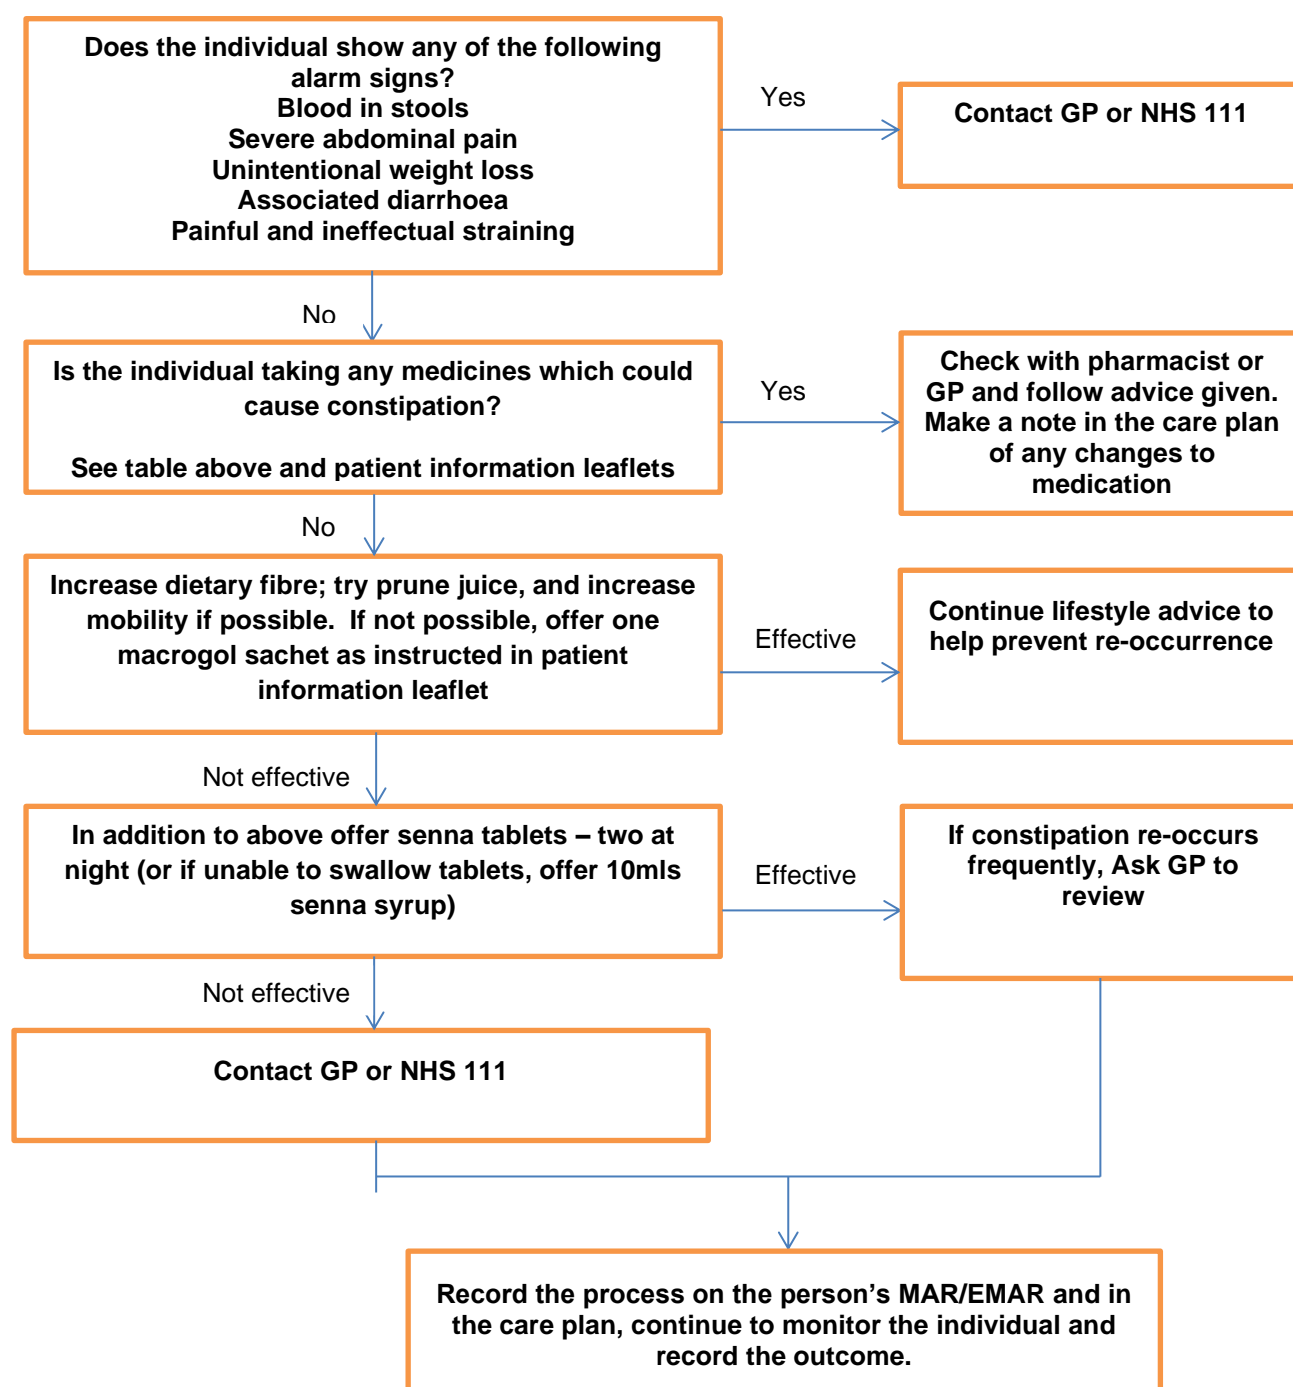 Does the individual show any of the following
alarm signs?
Blood in stools
Severe abdominal pain
Unintentional weight loss
Associated diarrhoea
Painful and ineffectual straining
Yes
Contact GP or NHS 111
No
Is the individual taking any medicines which could
cause constipation?
See table above and patient information leaflets
Yes
Check with pharmacist or
GP and follow advice given.
Make a note in the care plan
of any changes to
medication
No
Increase dietary fibre; try prune juice, and increase
mobility if possible.  If not possible, offer one
macrogol sachet as instructed in patient
information leaflet
Effective
Continue lifestyle advice to
help prevent re-occurrence
Not effective
In addition to above offer senna tablets – two at
night (or if unable to swallow tablets, offer 10mls
senna syrup)
Effective
If constipation re-occurs
frequently, Ask GP to
review
Not effective
Contact GP or NHS 111
Record the process on the person's MAR/EMAR and in
the care plan, continue to monitor the individual and
record the outcome.